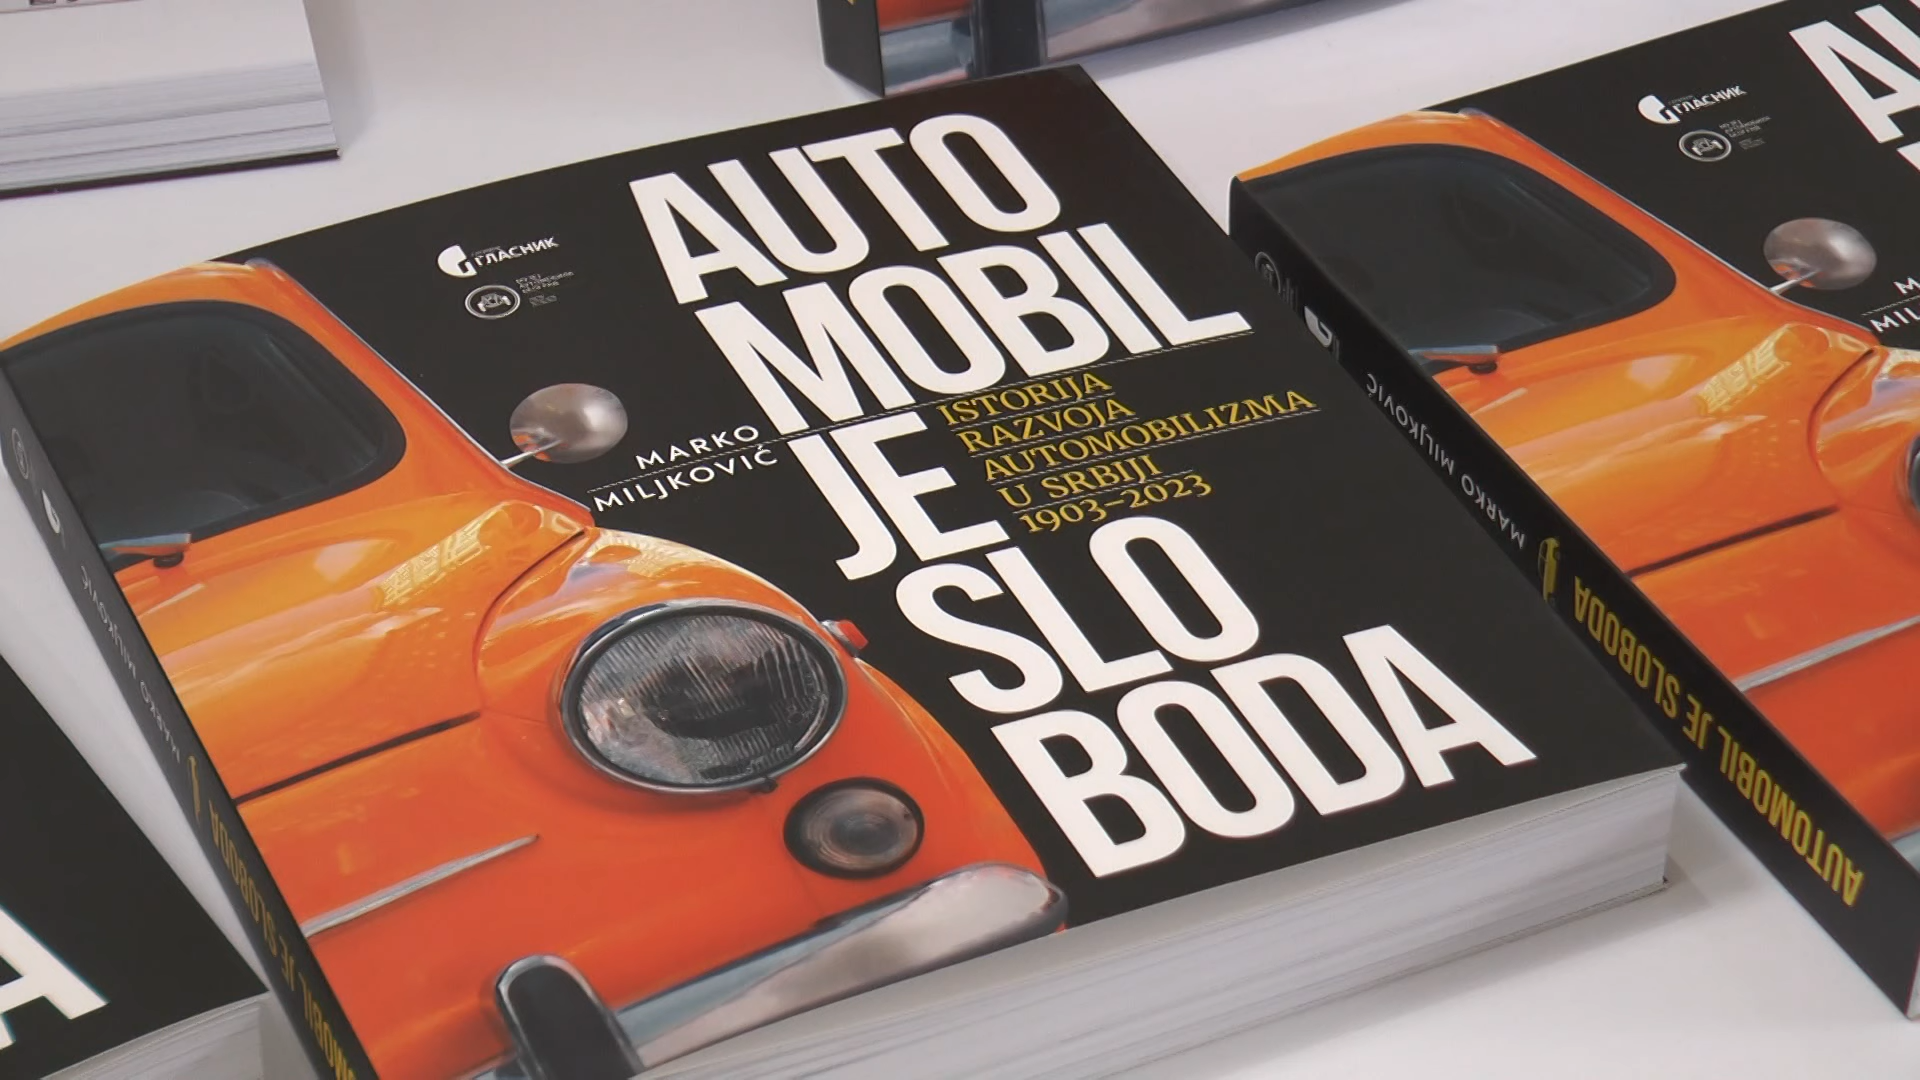 ГЛАСНИК
AUTO
MOBIL
JE
SLO
BODA
MARKO
MILJKOVIĆ
ISTORIJA
RAZVOJA
AUTOMOBILIZMA
U SRBIJI
1903–2023
MARKO MILJKOVIĆ AUTOMOBIL JE SLOBODA
ГЛАСНИК
MARKO MILJKOVIĆ AUTOMOBIL JE SLOBODA